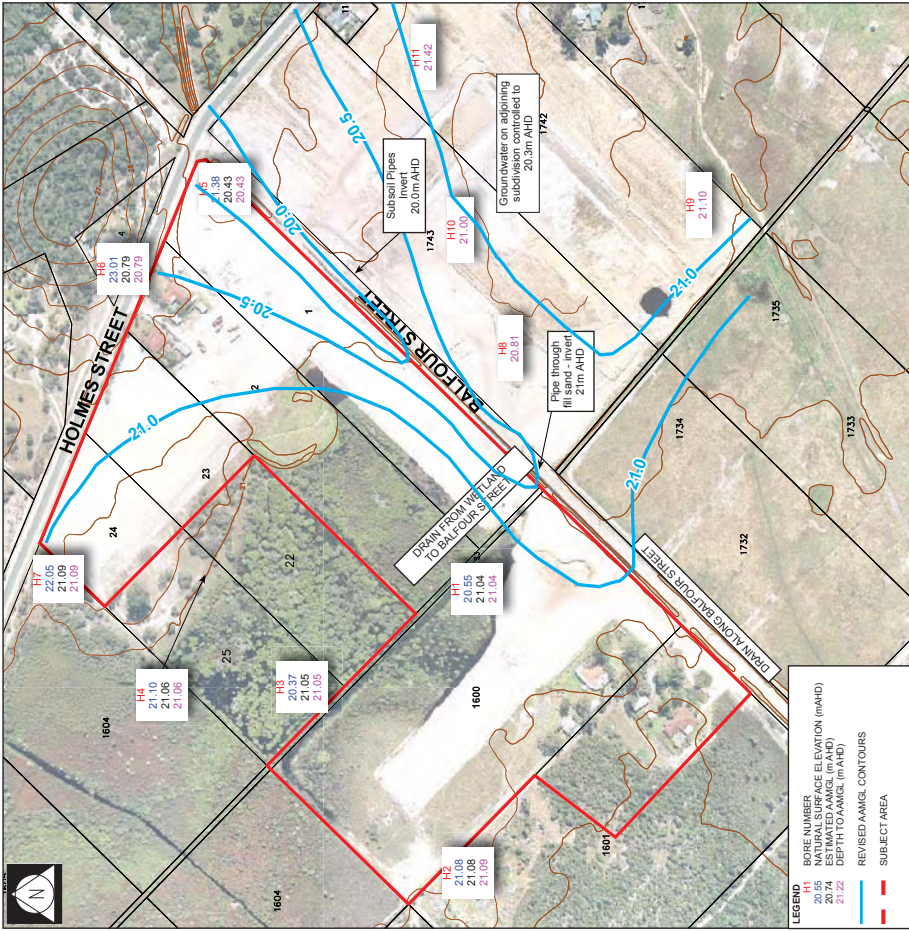 11
1
HOLMES STREET
4
H5
21.38
20.43
20.43
H11
21.42
20.5
H6
23.01
20.79
20.79
Subsoil Pipes
Invert
20.0m AHD
Groundwater on adjoining
subdivision controlled to
20.3m AHD
1742
20.0
1743
H10
21.00
H9
21.10
20.5
1
BALFOUR STREET
21.0
H8
20.81
2
21.0
Pipe through
fill sand - invert
21m AHD
1735
23
21
24
H7
22.05
21.09
21.09
22
DRAIN FROM WETLAND
TO BALFOUR STREET
1734
21.0
1733
H1
20.55
21.04
21.04
1732
25
H4
21.10
21.06
21.06
H3
20.37
21.05
21.05
DRAIN ALONG BALFOUR STREET
1604
1600
1601
H2
21.08
21.08
21.09
1604
N
LEGEND
H1 BORE NUMBER
20.55 NATURAL SURFACE ELEVATION (mAHD)
20.74 ESTIMATED AAMGL (m AHD)
21.22 DEPTH TO AAMGL (m AHD)
REVISED AAMGL CONTOURS
SUBJECT AREA